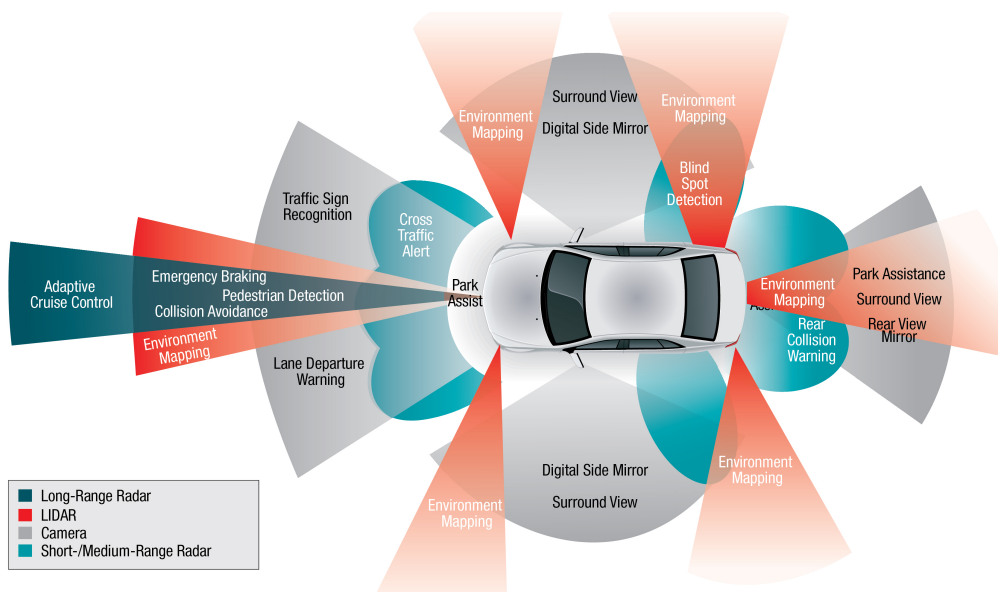 Surround View
Digital Side Mirror
Environment
Mapping
Environment
Mapping
Blind
Spot
Detection
Traffic Sign
Recognition
Cross
Traffic
Alert
Adaptive
Cruise Control
Emergency Braking
Pedestrian Detection
Collision Avoidance
Environment
Mapping
Lane Departure
Warning
Park
Assist
Environment
Mapping
Rear
Collision
Warning
Park Assistance
Surround View
Rear View
Mirror
Digital Side Mirror
Surround View
Environment
Mapping
Environment
Mapping
Long-Range Radar
LIDAR
Camera
Short-/Medium-Range Radar